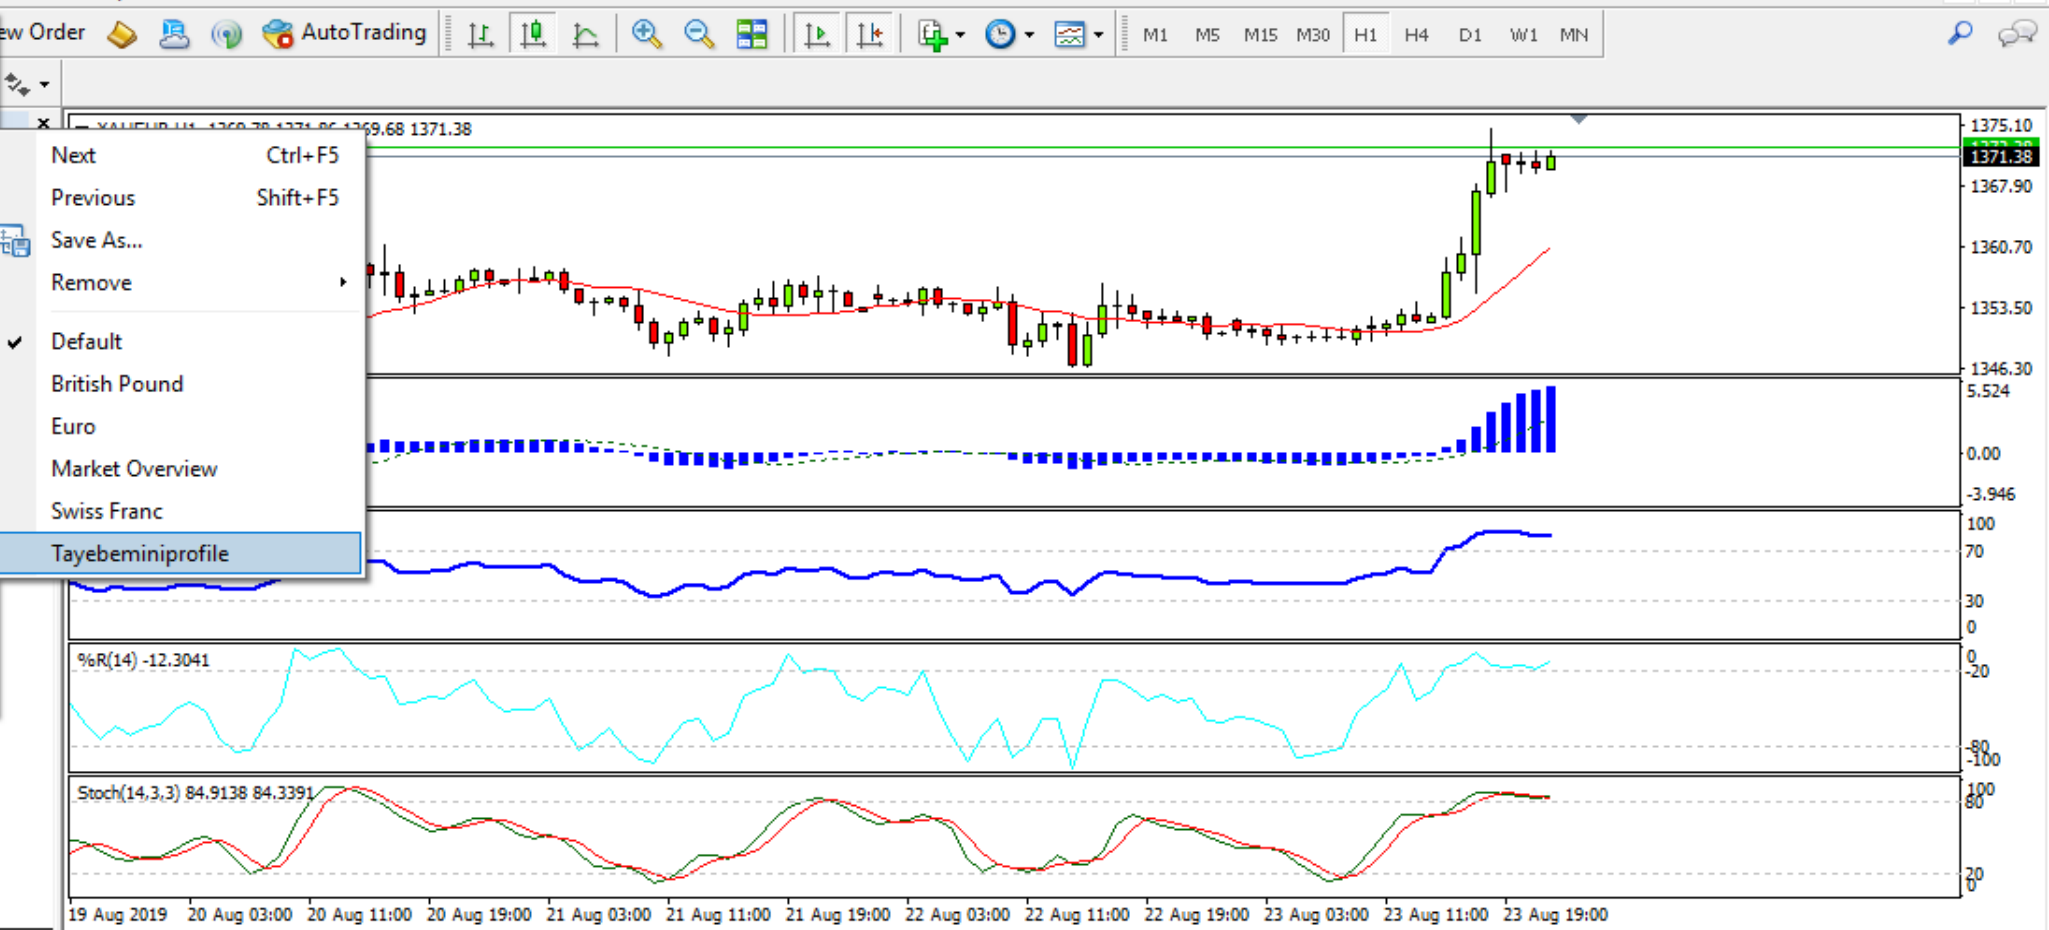 ew Order
AutoTrading
M1 M5 M15 M30 H1 H4 D1 W1 MN
1371.86 1369.68 1371.38
Next Ctrl+F5
Previous Shift+F5
Save As...
Remove
Default
British Pound
Euro
Market Overview
Swiss Franc
Tayebeminiprofile
1375.10
1371.38
1367.90
1360.70
1353.50
1346.30
5.524
0.00
-3.946
100
70
30
0
%R(14) -12.3041
0
-20
-80
-100
Stoch(14,3,3) 84.9138 84.3391
100
80
20
0
19 Aug 2019 20 Aug 03:00 20 Aug 11:00 20 Aug 19:00 21 Aug 03:00 21 Aug 11:00 21 Aug 19:00 22 Aug 03:00 22 Aug 11:00 22 Aug 19:00 23 Aug 03:00 23 Aug 11:00 23 Aug 19:00